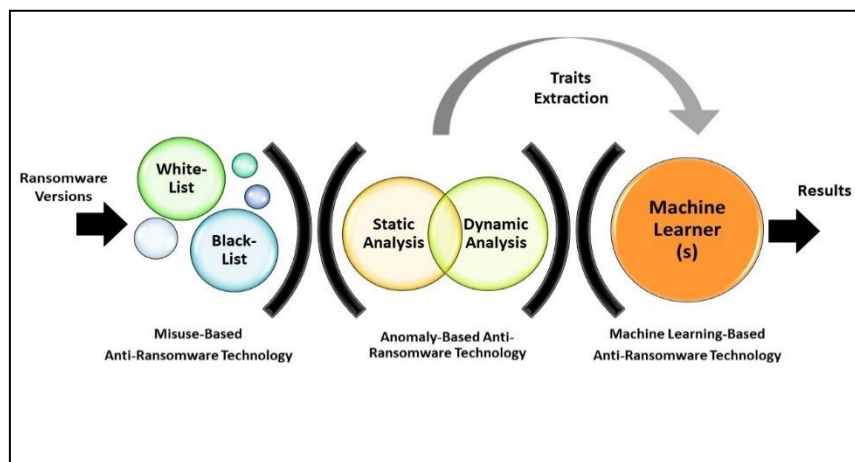 Traits
Extraction
Ransomware
Versions
White-
List
Black-
List
Static
Analysis
Dynamic
Analysis
Machine
Learner
(s)
Results
Misuse-Based
Anti-Ransomware Technology
Anomaly-Based Anti-
Ransomware Technology
Machine Learning-Based
Anti-Ransomware Technology